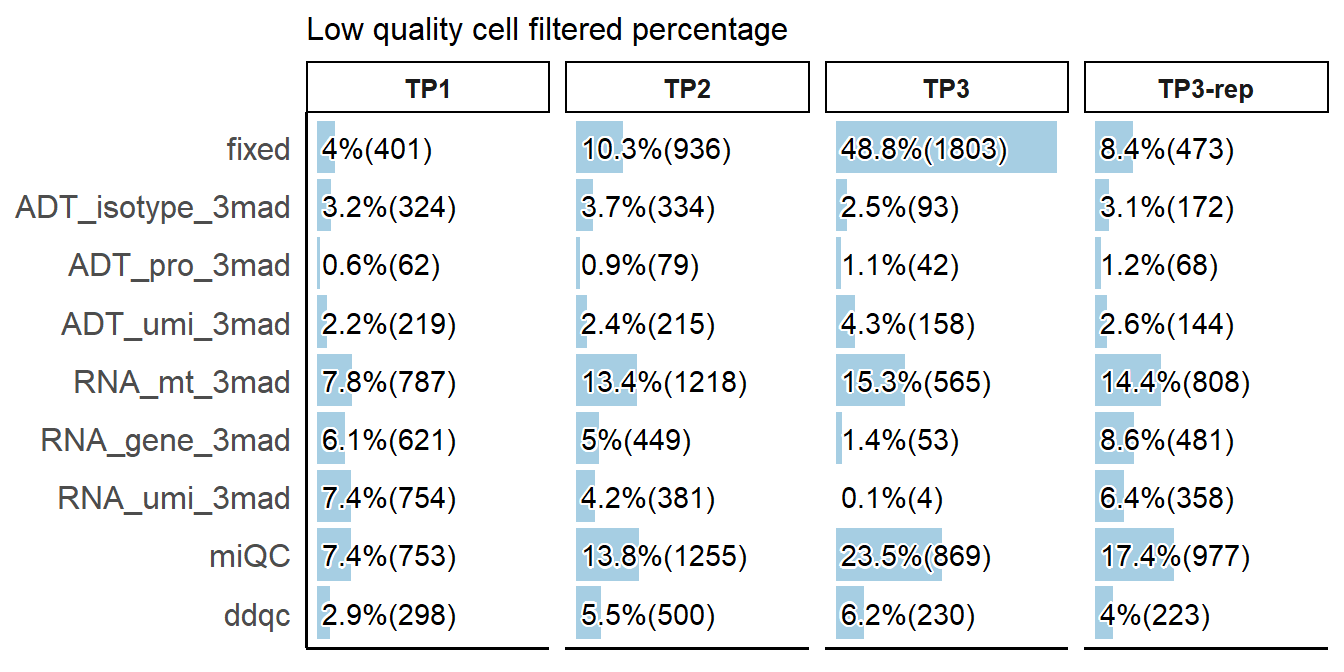 Low quality cell filtered percentage
TP1 TP2 TP3 TP3-rep
fixed 4%(401) 10.3%(936) 48.8%(1803) 8.4%(473)
ADT_isotype_3mad 3.2%(324) 3.7%(334) 2.5%(93) 3.1%(172)
ADT_pro_3mad 0.6%(62) 0.9%(79) 1.1%(42) 1.2%(68)
ADT_umi_3mad 2.2%(219) 2.4%(215) 4.3%(158) 2.6%(144)
RNA_mt_3mad 7.8%(787) 13.4%(1218) 15.3%(565) 14.4%(808)
RNA_gene_3mad 6.1%(621) 5%(449) 1.4%(53) 8.6%(481)
RNA_umi_3mad 7.4%(754) 4.2%(381) 0.1%(4) 6.4%(358)
miQC 7.4%(753) 13.8%(1255) 23.5%(869) 17.4%(977)
ddqc 2.9%(298) 5.5%(500) 6.2%(230) 4%(223)